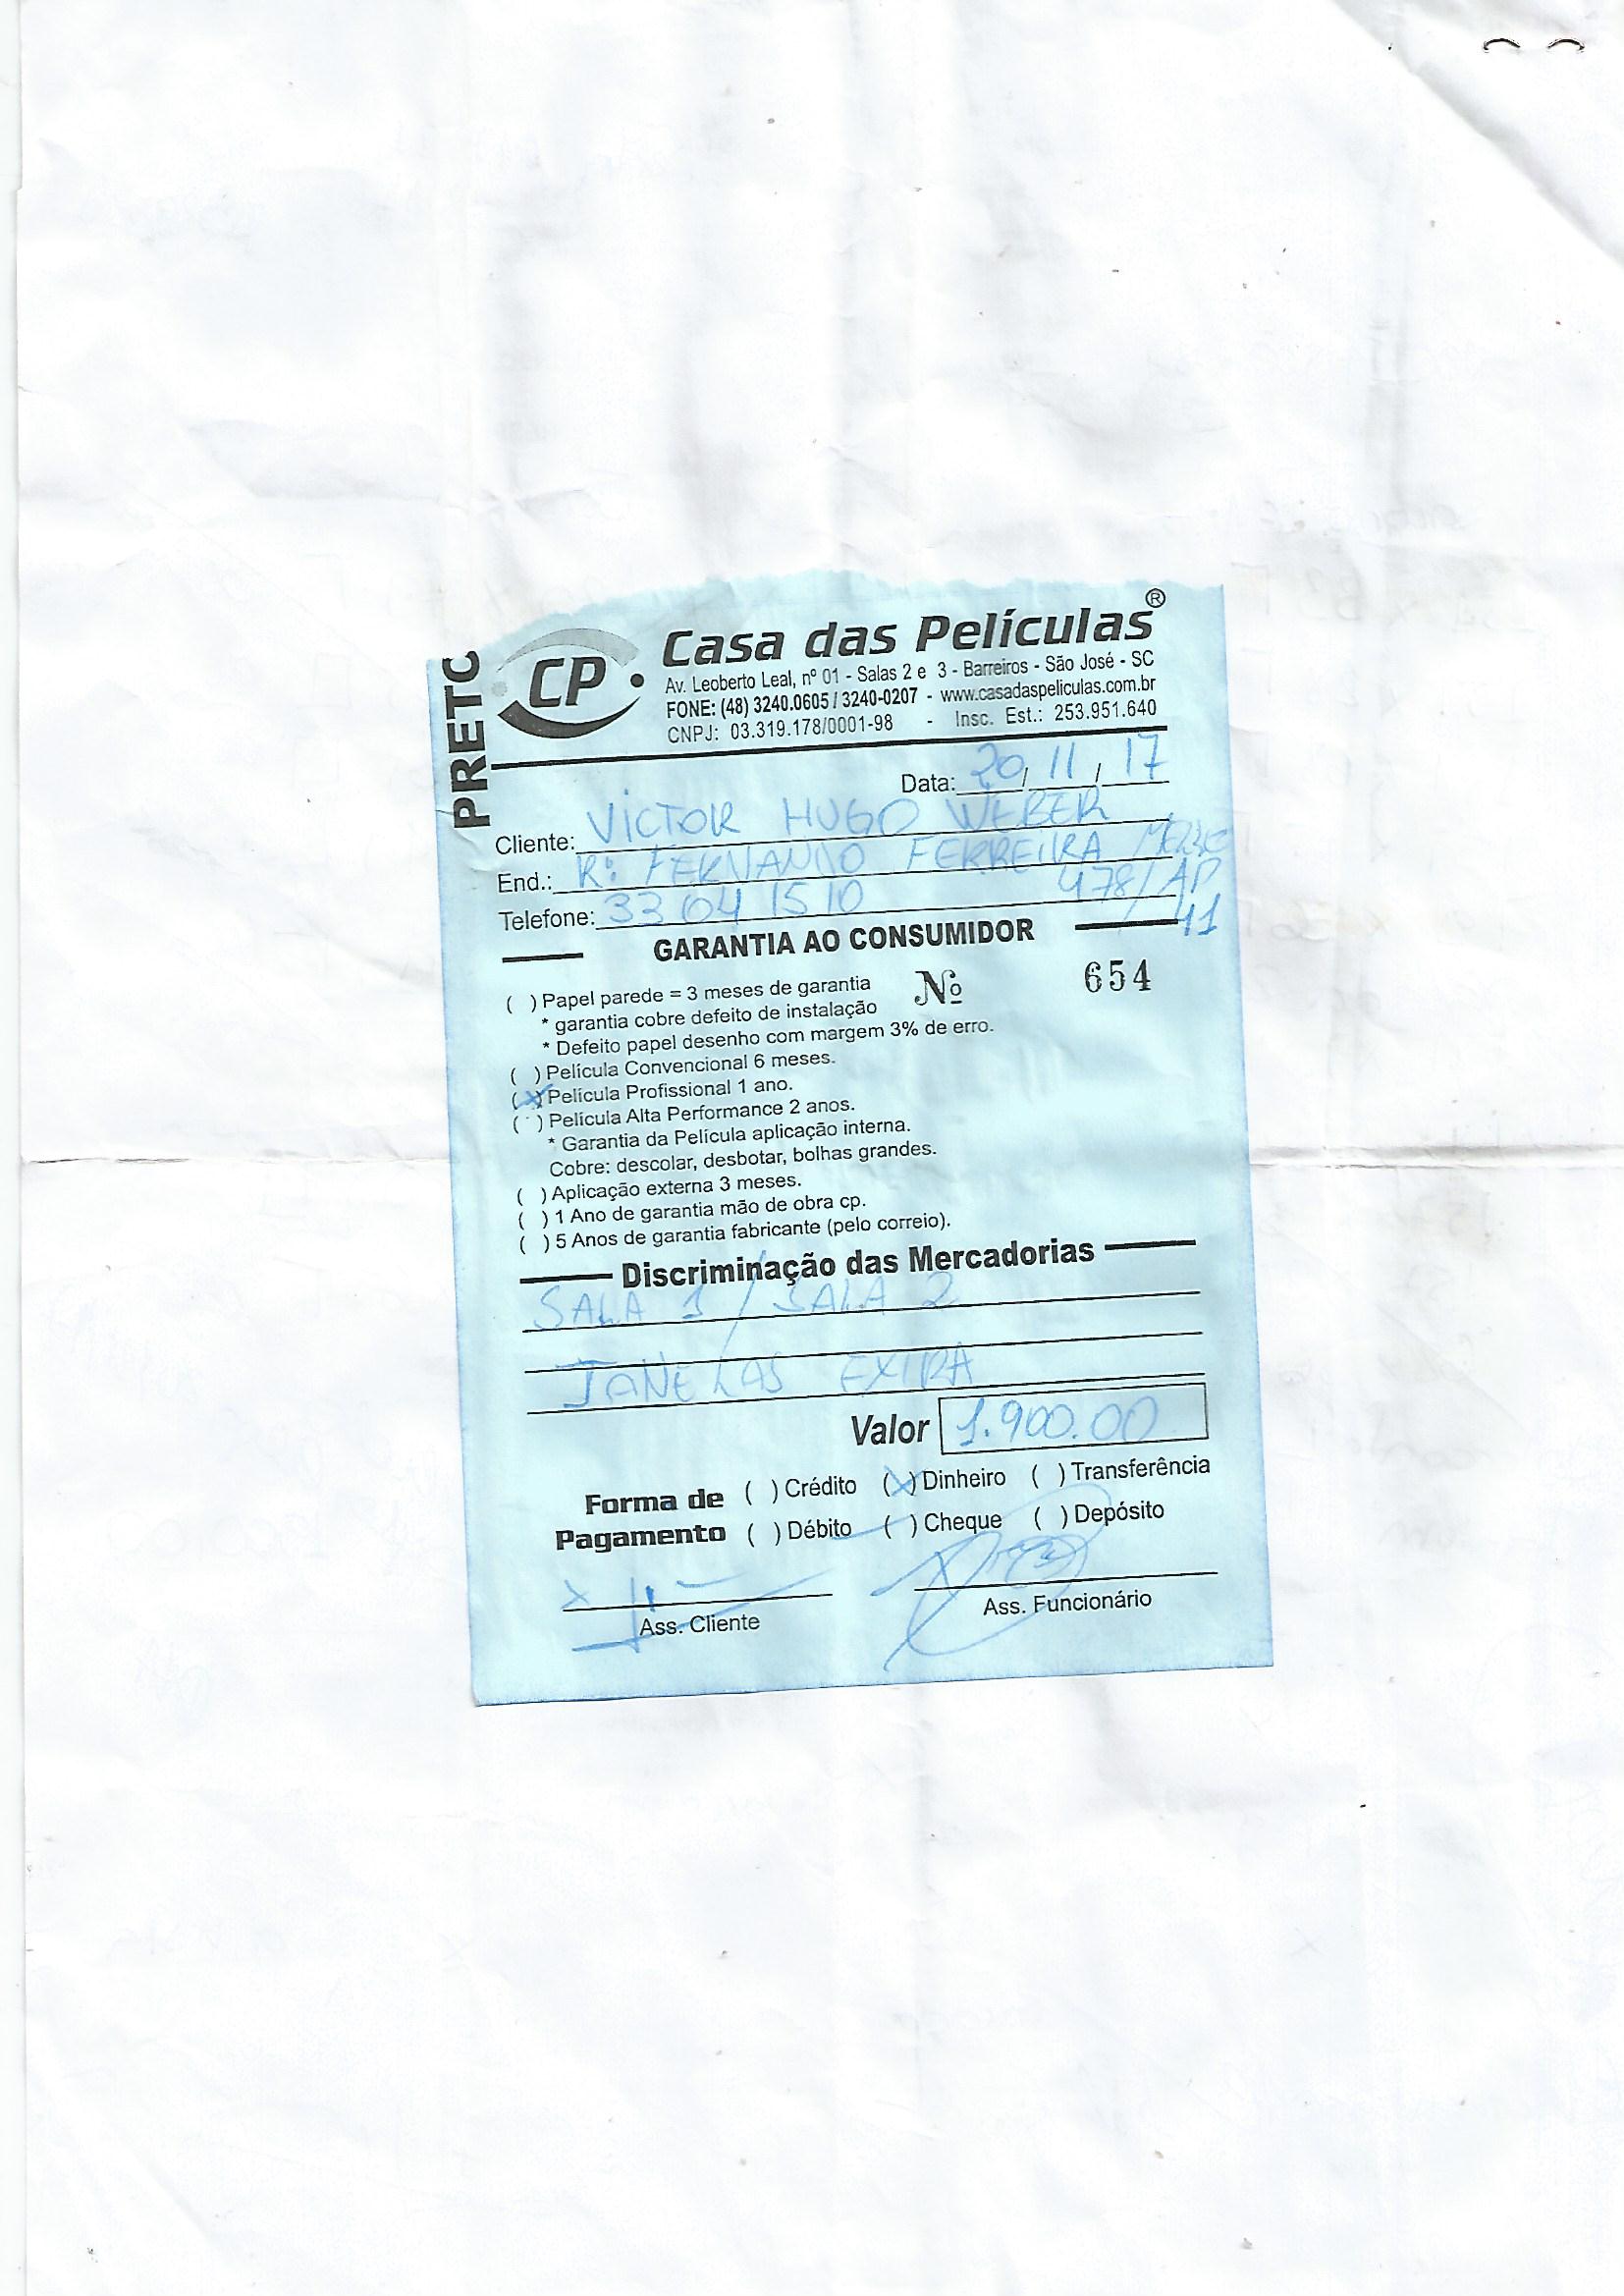 PRETO
CP
Casa das Películas®
Av. Leoberto Leal, nº 01 - Salas 2 e 3 - Barreiros - São José - SC
FONE: (48) 3240.0605 / 3240-0207 - www.casadaspeliculas.com.br
CNPJ: 03.319.178/0001-98 - Insc. Est.: 253.951.640
Data: 20/11/17
Cliente: VICTOR HUGO WEBER
End.: R: FERNANDO FERREIRA
478/AP
Telefone: 33 04 15 10
11
GARANTIA AO CONSUMIDOR
Nº 654
( ) Papel parede = 3 meses de garantia
* garantia cobre defeito de instalação
* Defeito papel desenho com margem 3% de erro.
( ) Película Convencional 6 meses.
(X) Película Profissional 1 ano.
( ) Película Alta Performance 2 anos.
* Garantia da Película aplicação interna.
Cobre: descolar, desbotar, bolhas grandes.
( ) Aplicação externa 3 meses.
( ) 1 Ano de garantia mão de obra cp.
( ) 5 Anos de garantia fabricante (pelo correio).
Discriminação das Mercadorias
SALA 1 / SALA 2
JANELAS EXTRA
Valor 1.900.00
Forma de Pagamento
( ) Crédito (X) Dinheiro ( ) Transferência
( ) Débito ( ) Cheque ( ) Depósito
X
Ass. Cliente
Ass. Funcionário